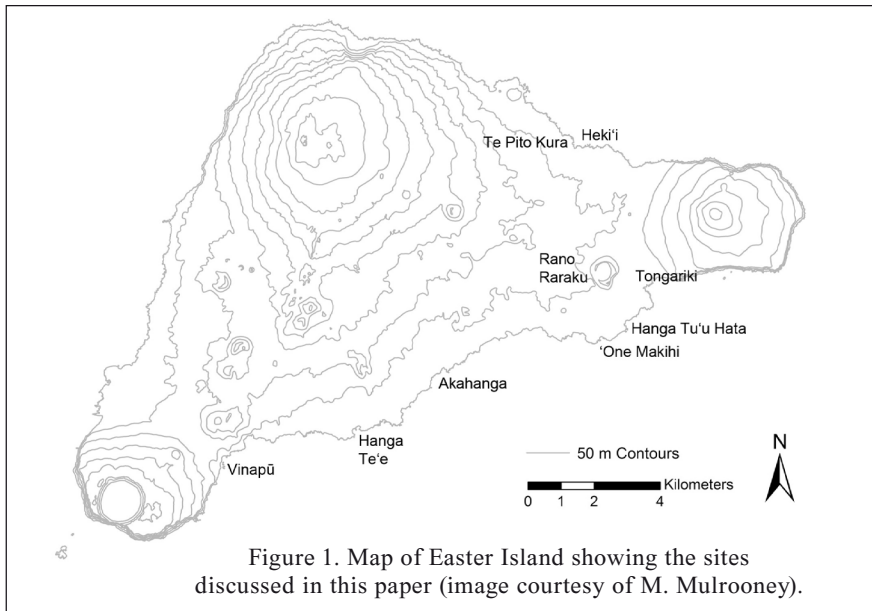 Heki‘i
Te Pito Kura
Rano
Raraku
Tongariki
Hanga Tu‘u Hata
‘One Makihi
Akahanga
Hanga
Te‘e
Vinapū
N
50 m Contours
Kilometers
0 1 2 4
Figure 1. Map of Easter Island showing the sites
discussed in this paper (image courtesy of M. Mulrooney).